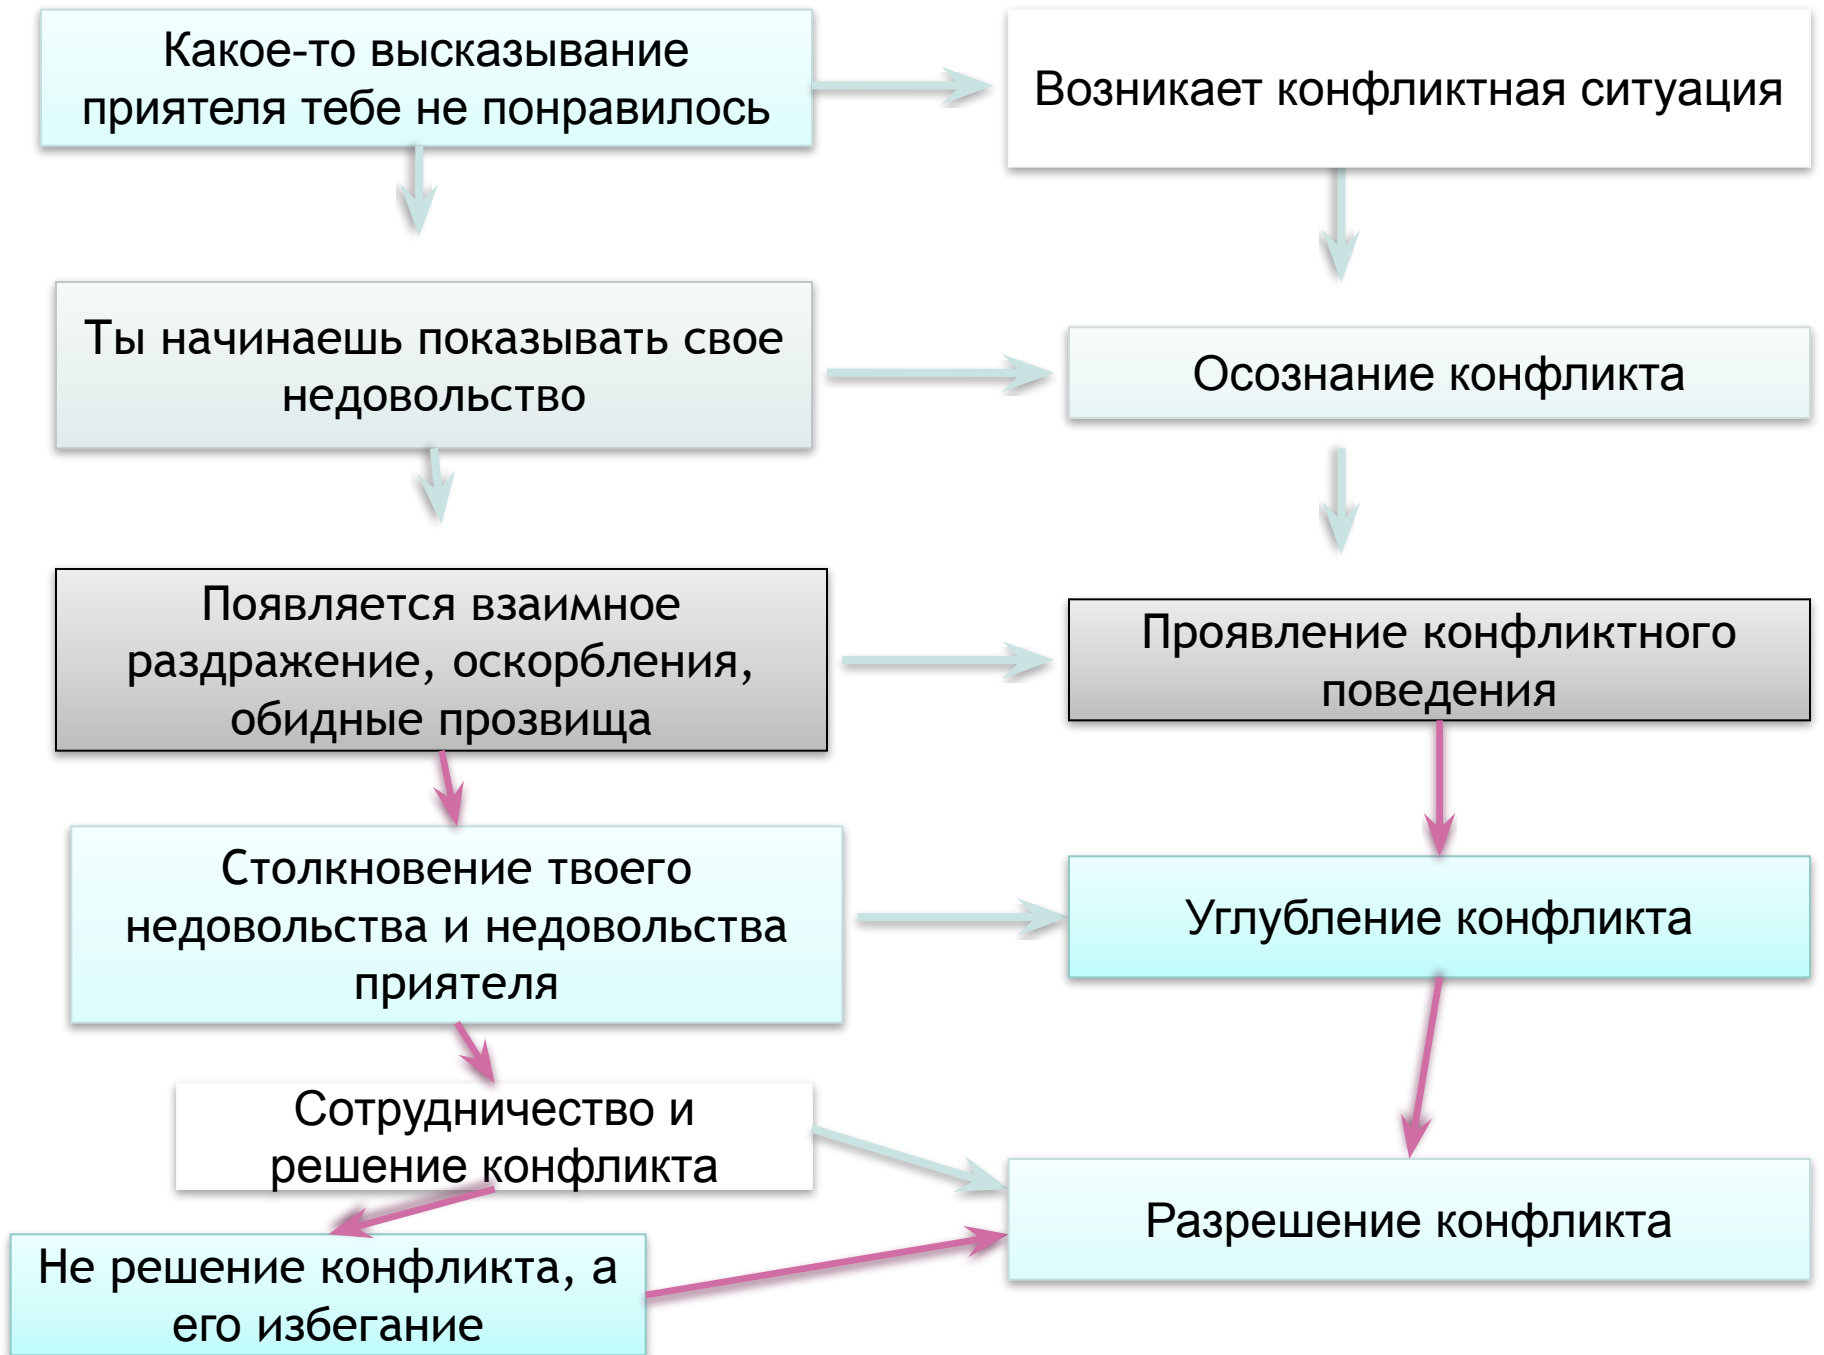 Какое-то высказывание
приятеля тебе не понравилось
Возникает конфликтная ситуация
Ты начинаешь показывать свое
недовольство
Осознание конфликта
Появляется взаимное
раздражение, оскорбления,
обидные прозвища
Проявление конфликтного
поведения
Столкновение твоего
недовольства и недовольства
приятеля
Углубление конфликта
Сотрудничество и
решение конфликта
Разрешение конфликта
Не решение конфликта, а
его избегание